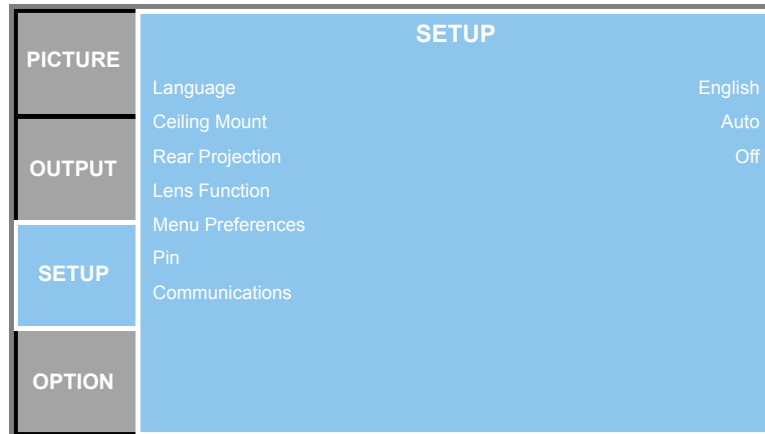 PICTURE
OUTPUT
SETUP
OPTION
SETUP
Language English
Ceiling Mount Auto
Rear Projection Off
Lens Function
Menu Preferences
Pin
Communications